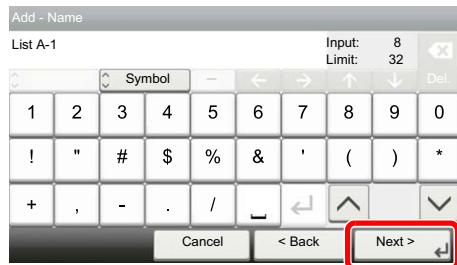 Add - Name
List A-1
Input: 8
Limit: 32
Symbol - ← → ↑ ↓ Del.
1 2 3 4 5 6 7 8 9 0
! " # $ % & ' ( ) *
+ , - . / _
Cancel < Back Next >